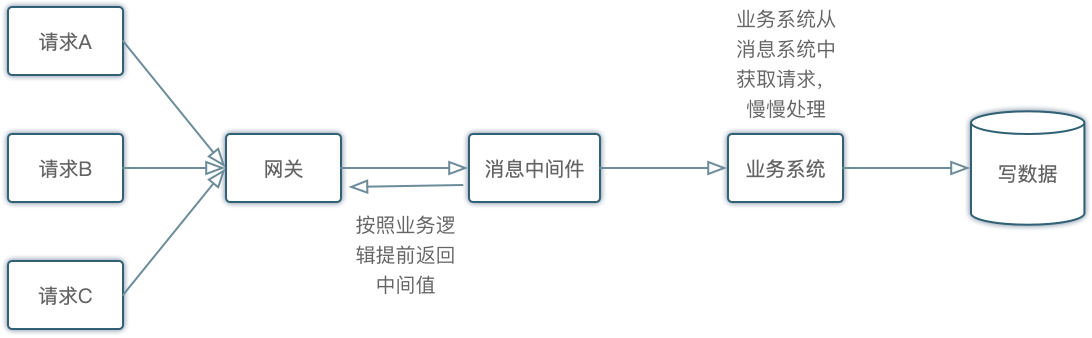 请求A
业务系统从
消息系统中
获取请求，
慢慢处理
请求B
网关
消息中间件
业务系统
写数据
按照业务逻
辑提前返回
中间值
请求C